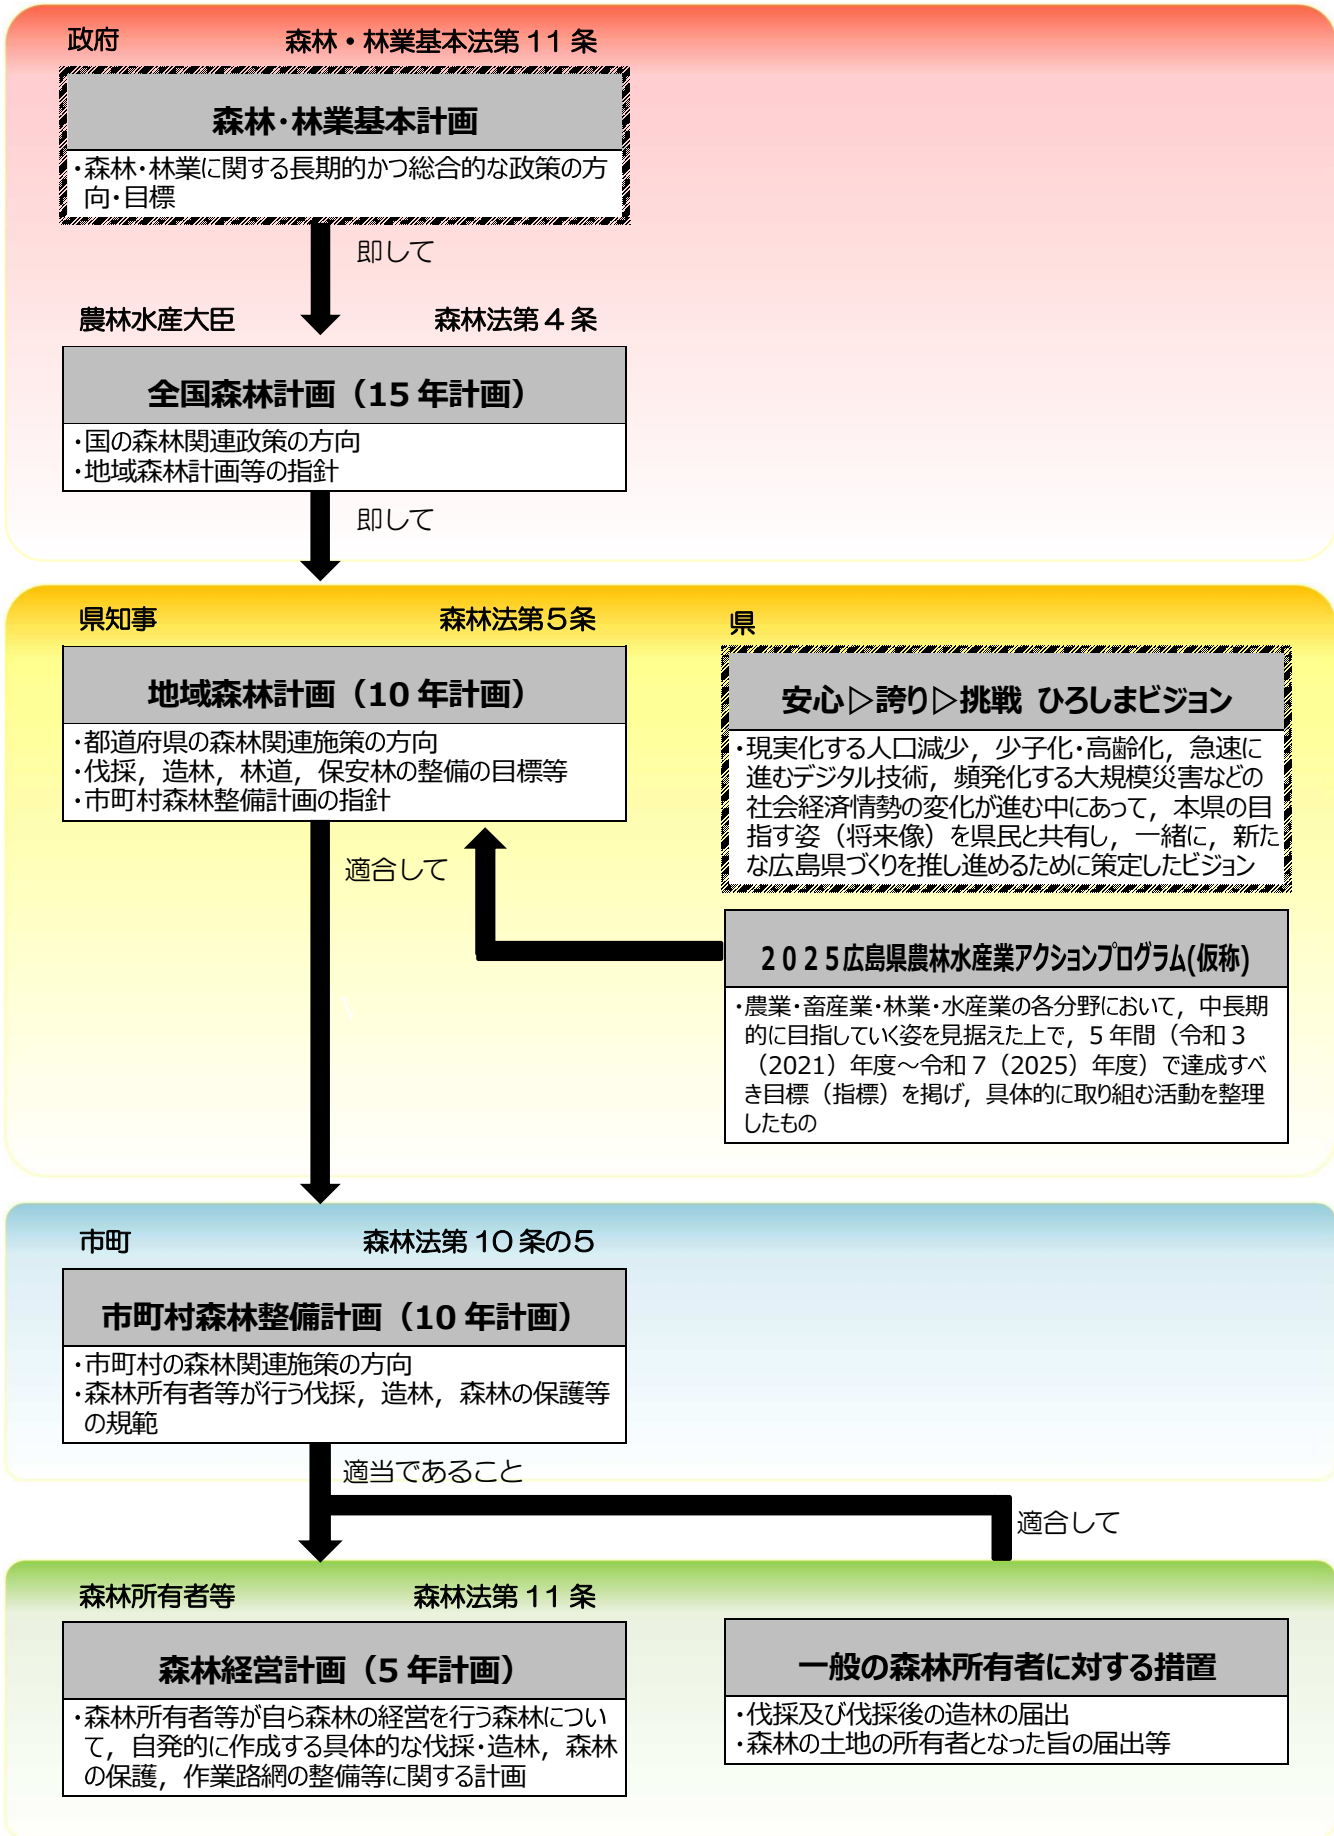 政府
森林・林業基本法第11条
森林・林業基本計画
・森林・林業に関する長期的かつ総合的な政策の方
向・目標
即して
農林水産大臣
森林法第4条
全国森林計画（15年計画）
・国の森林関連政策の方向
・地域森林計画等の指針
即して
県知事
森林法第5条
地域森林計画（10年計画）
・都道府県の森林関連施策の方向
・伐採，造林，林道，保安林の整備の目標等
・市町村森林整備計画の指針
適合して
県
安心▷誇り▷挑戦 ひろしまビジョン
・現実化する人口減少，少子化・高齢化，急速に
進むデジタル技術，頻発化する大規模災害などの
社会経済情勢の変化が進む中にあって，本県の目
指す姿（将来像）を県民と共有し，一緒に，新た
な広島県づくりを推し進めるために策定したビジョン
２０２５広島県農林水産業アクションプログラム(仮称)
・農業・畜産業・林業・水産業の各分野において，中長期
的に目指していく姿を見据えた上で，5年間（令和3
（2021）年度～令和7（2025）年度）で達成すべ
き目標（指標）を掲げ，具体的に取り組む活動を整理
したもの
市町
森林法第10条の5
市町村森林整備計画（10年計画）
・市町村の森林関連施策の方向
・森林所有者等が行う伐採，造林，森林の保護等
の規範
適当であること
適合して
森林所有者等
森林法第11条
森林経営計画（5年計画）
・森林所有者等が自ら森林の経営を行う森林につい
て，自発的に作成する具体的な伐採・造林，森林
の保護，作業路網の整備等に関する計画
一般の森林所有者に対する措置
・伐採及び伐採後の造林の届出
・森林の土地の所有者となった旨の届出等